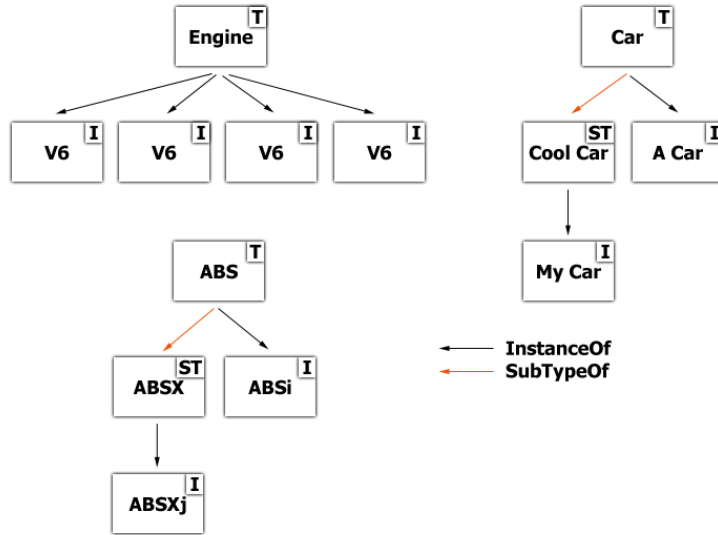 T
Engine
I
V6
I
V6
I
V6
I
V6
T
Car
ST
Cool Car
I
A Car
I
My Car
T
ABS
ST
ABSX
I
ABSi
I
ABSXj
InstanceOf
SubTypeOf